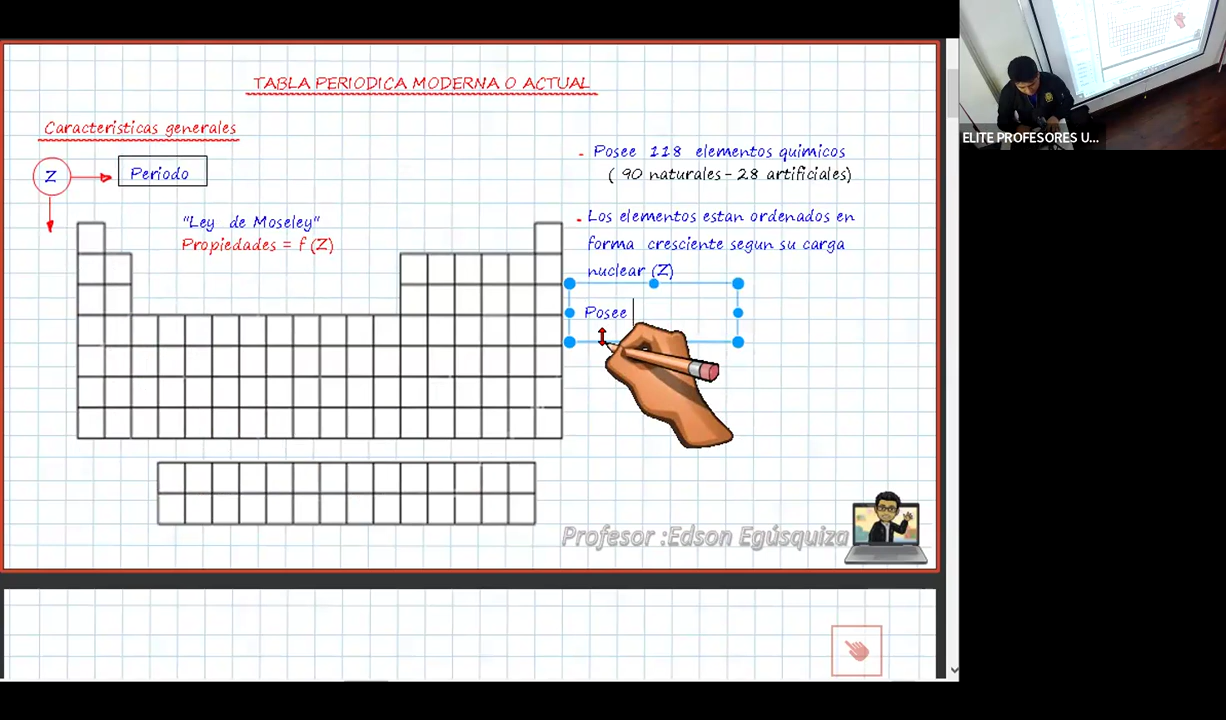 TABLA PERIODICA MODERNA O ACTUAL
Caracteristicas generales
Z
Periodo
"Ley de Moseley"
Propiedades = f (Z)
- Posee 118 elementos quimicos
( 90 naturales - 28 artificiales)
- Los elementos estan ordenados en
forma cresciente segun su carga
nuclear (Z)
Posee
Profesor :Edson Egúsquiza
ELITE PROFESORES U...